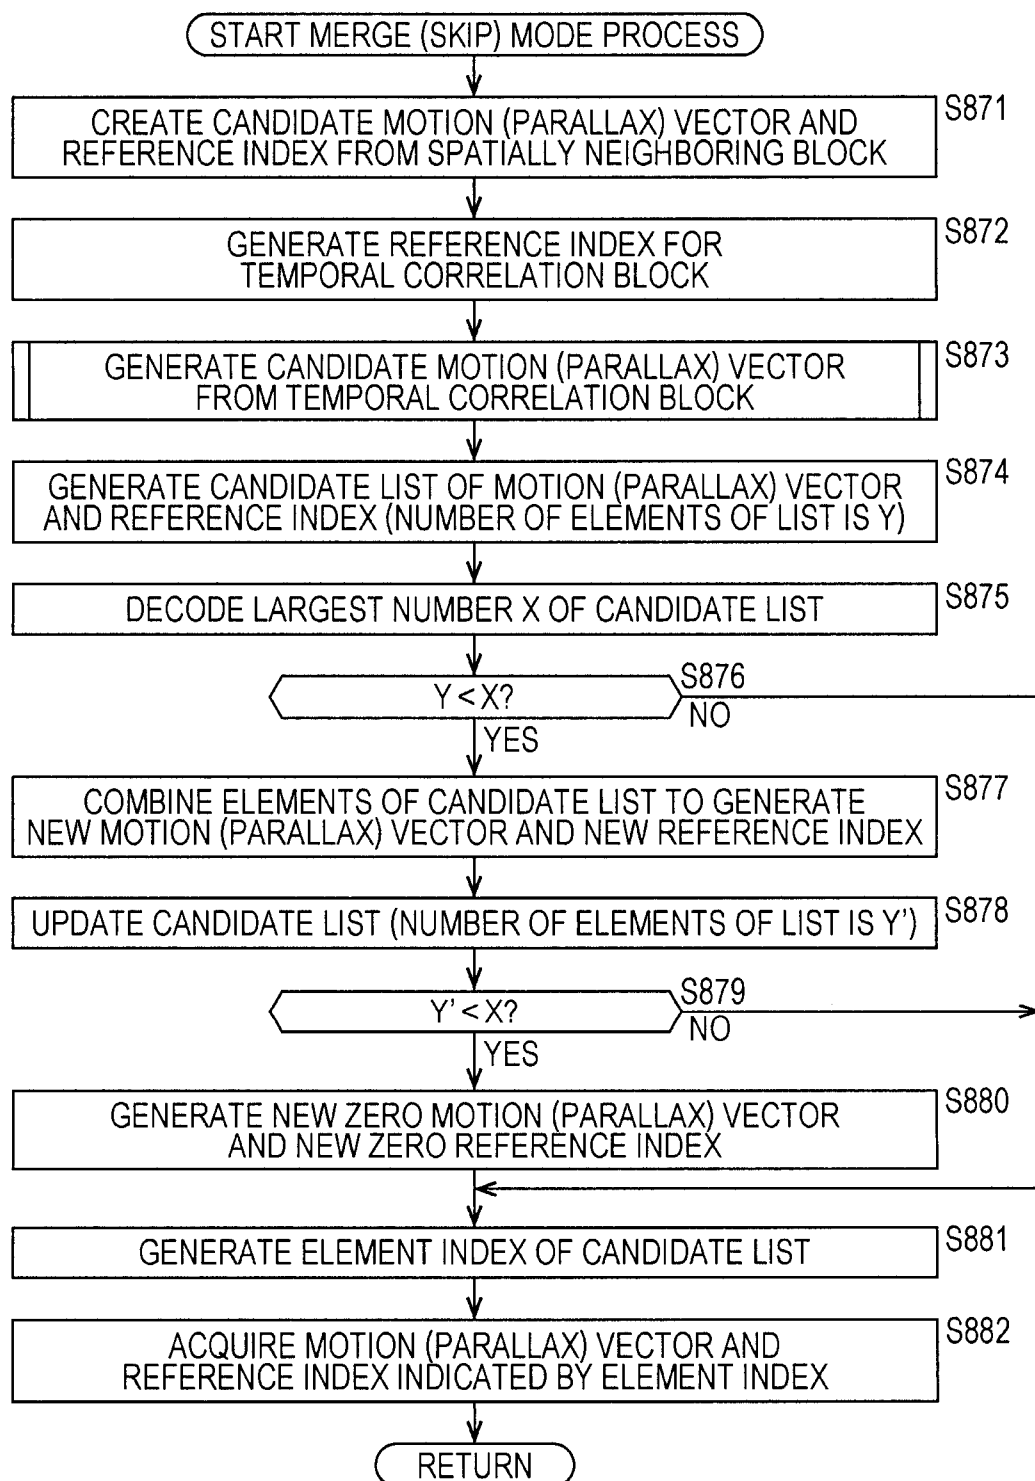 START MERGE (SKIP) MODE PROCESS
S871
CREATE CANDIDATE MOTION (PARALLAX) VECTOR AND
REFERENCE INDEX FROM SPATIALLY NEIGHBORING BLOCK
S872
GENERATE REFERENCE INDEX FOR
TEMPORAL CORRELATION BLOCK
S873
GENERATE CANDIDATE MOTION (PARALLAX) VECTOR
FROM TEMPORAL CORRELATION BLOCK
S874
GENERATE CANDIDATE LIST OF MOTION (PARALLAX) VECTOR
AND REFERENCE INDEX (NUMBER OF ELEMENTS OF LIST IS Y)
S875
DECODE LARGEST NUMBER X OF CANDIDATE LIST
S876
Y < X?
NO
YES
S877
COMBINE ELEMENTS OF CANDIDATE LIST TO GENERATE
NEW MOTION (PARALLAX) VECTOR AND NEW REFERENCE INDEX
S878
UPDATE CANDIDATE LIST (NUMBER OF ELEMENTS OF LIST IS Y')
S879
Y' < X?
NO
YES
S880
GENERATE NEW ZERO MOTION (PARALLAX) VECTOR
AND NEW ZERO REFERENCE INDEX
S881
GENERATE ELEMENT INDEX OF CANDIDATE LIST
S882
ACQUIRE MOTION (PARALLAX) VECTOR AND
REFERENCE INDEX INDICATED BY ELEMENT INDEX
RETURN